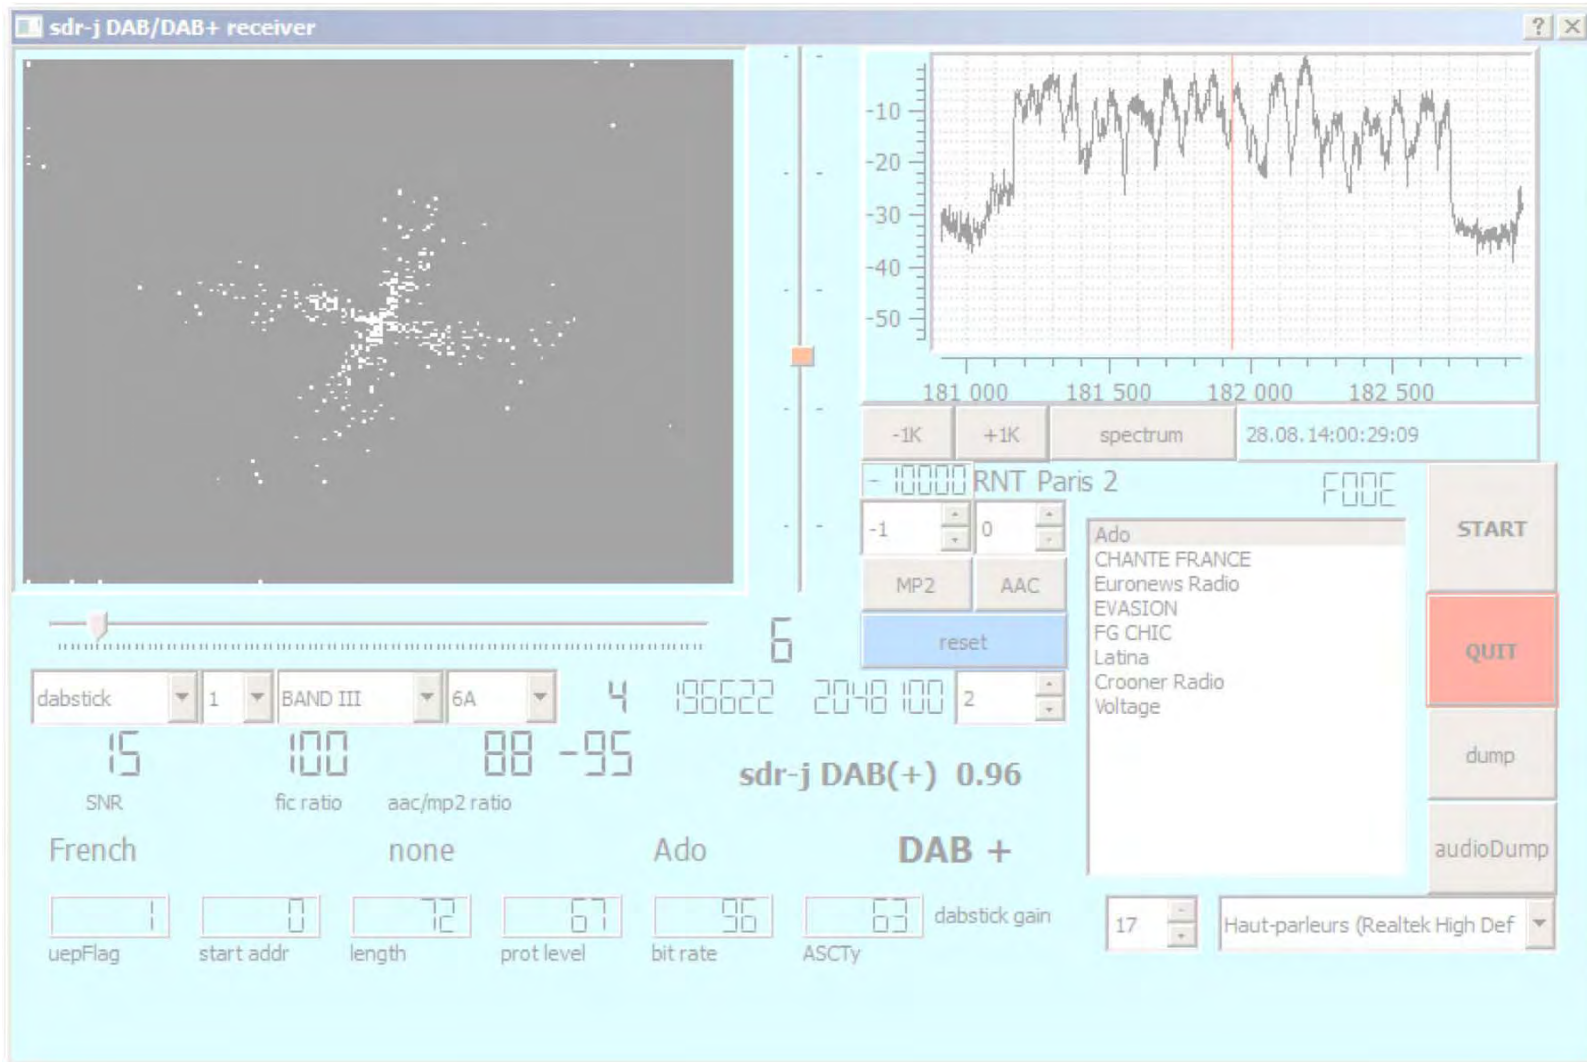 sdr-j DAB/DAB+ receiver
-10
-20
-30
-40
-50
181 000 181 500 182 000 182 500
-1K +1K spectrum 28.08.14:00:29:09
-10000 RNT Paris 2 F00E
-1 0
MP2 AAC
reset
Ado
CHANTE FRANCE
Euronews Radio
EVASION
FG CHIC
Latina
Crooner Radio
Voltage
START
QUIT
dump
audioDump
6
dabstick 1 BAND III 6A 4 196622 2048100 2
15 100 88 -95
SNR fic ratio aac/mp2 ratio
sdr-j DAB(+) 0.96
French none Ado DAB +
1 0 72 67 96 63 dabstick gain 17 Haut-parleurs (Realtek High Def
uepFlag start addr length prot level bit rate ASCTy